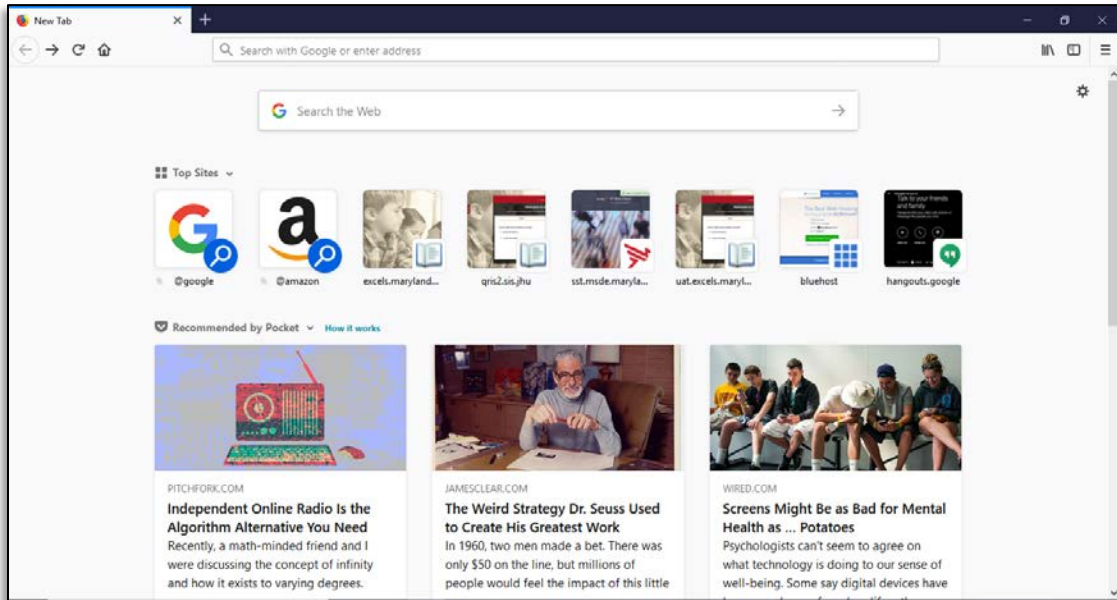 New Tab
Search with Google or enter address
Search the Web
Top Sites
@google
@amazon
excels.maryland...
qris2.sis.jhu
sst.msde.maryla...
uat.excels.maryl...
bluehost
hangouts.google
Talk to your friends
and family
Recommended by Pocket How it works
PITCHFORK.COM
Independent Online Radio Is the
Algorithm Alternative You Need
Recently, a math-minded friend and I
were discussing the concept of infinity
and how it exists to varying degrees.
JAMESCLEAR.COM
The Weird Strategy Dr. Seuss Used
to Create His Greatest Work
In 1960, two men made a bet. There was
only $50 on the line, but millions of
people would feel the impact of this little
WIRED.COM
Screens Might Be as Bad for Mental
Health as ... Potatoes
Psychologists can't seem to agree on
what technology is doing to our sense of
well-being. Some say digital devices have